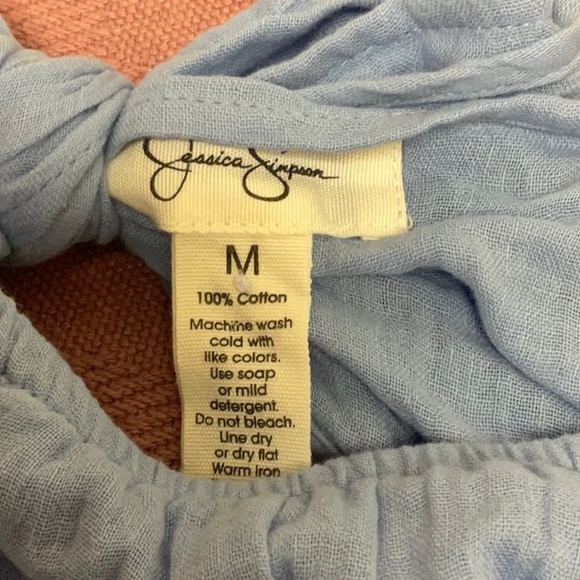 Jessica Simpson
M
100% Cotton
Machine wash
cold with
like colors.
Use soap
or mild
detergent.
Do not bleach.
Line dry
or dry flat
Warm iron